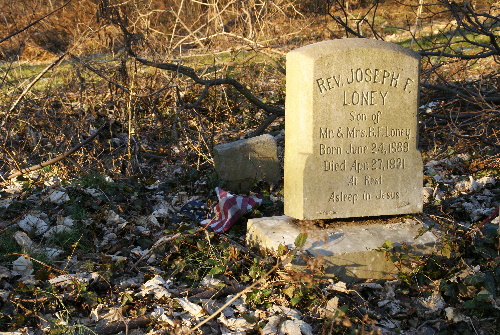 REV. JOSEPH F.
LONEY
Son of
Mr. & Mrs. B.F. Loney
Born June 24, 1889
Died Apr. 27, 1921
At Rest
Asleep in Jesus